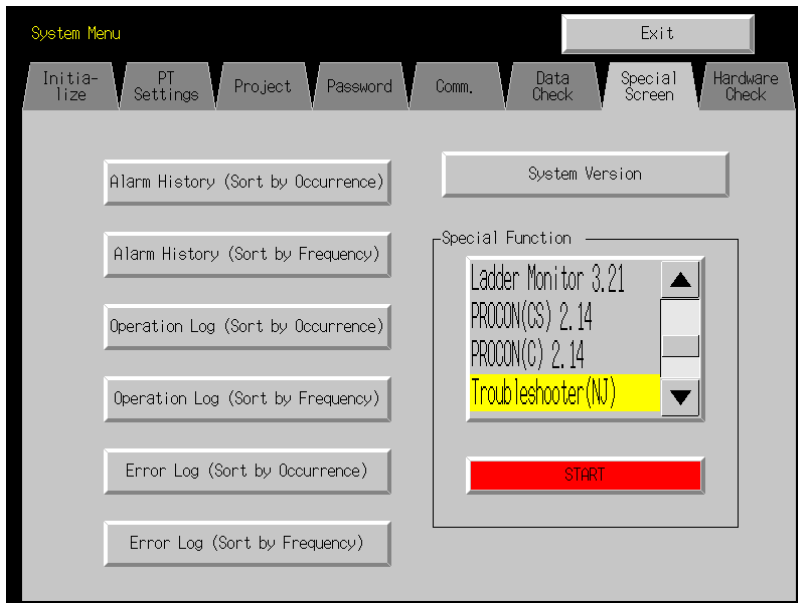 System Menu
Exit
Initia-
lize
PT
Settings
Project
Password
Comm.
Data
Check
Special
Screen
Hardware
Check
Alarm History (Sort by Occurrence)
Alarm History (Sort by Frequency)
Operation Log (Sort by Occurrence)
Operation Log (Sort by Frequency)
Error Log (Sort by Occurrence)
Error Log (Sort by Frequency)
System Version
Special Function
Ladder Monitor 3.21
PROCON(CS) 2.14
PROCON(C) 2.14
Troubleshooter(NJ)
START